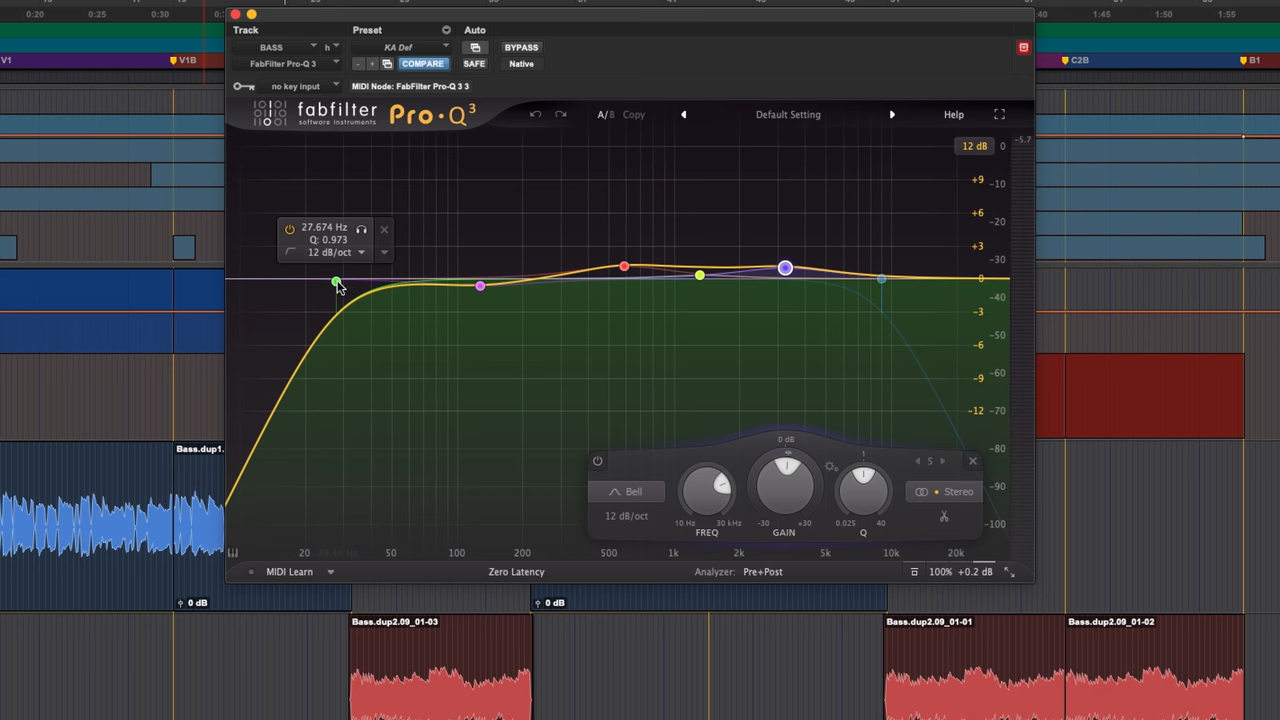 0:20 0:25 0:30 1:45 1:50 1:55
V1 V1B C2B B1
Track Preset Auto
BASS h KA Def BYPASS
FabFilter Pro-Q 3 - + COMPARE SAFE Native
no key input MIDI Node: FabFilter Pro-Q 3 3
fabfilter Pro·Q3
software instruments
A/B Copy Default Setting Help
12 dB 0 -5.7
+9 -10
+6 -20
+3 -30
0 -40
-3 -50
-6 -60
-9 -70
-12 -80
-90
-100
27.674 Hz
Q: 0.973
12 dB/oct
0 dB 1 5
Bell Stereo
12 dB/oct
10 Hz 30 kHz -30 +30 0.025 40
FREQ GAIN Q
20 50 100 200 500 1k 2k 5k 10k 20k
MIDI Learn Zero Latency Analyzer: Pre+Post 100% +0.2 dB
Bass.dup1.
0 dB 0 dB
Bass.dup2.09_01-03 Bass.dup2.09_01-01 Bass.dup2.09_01-02